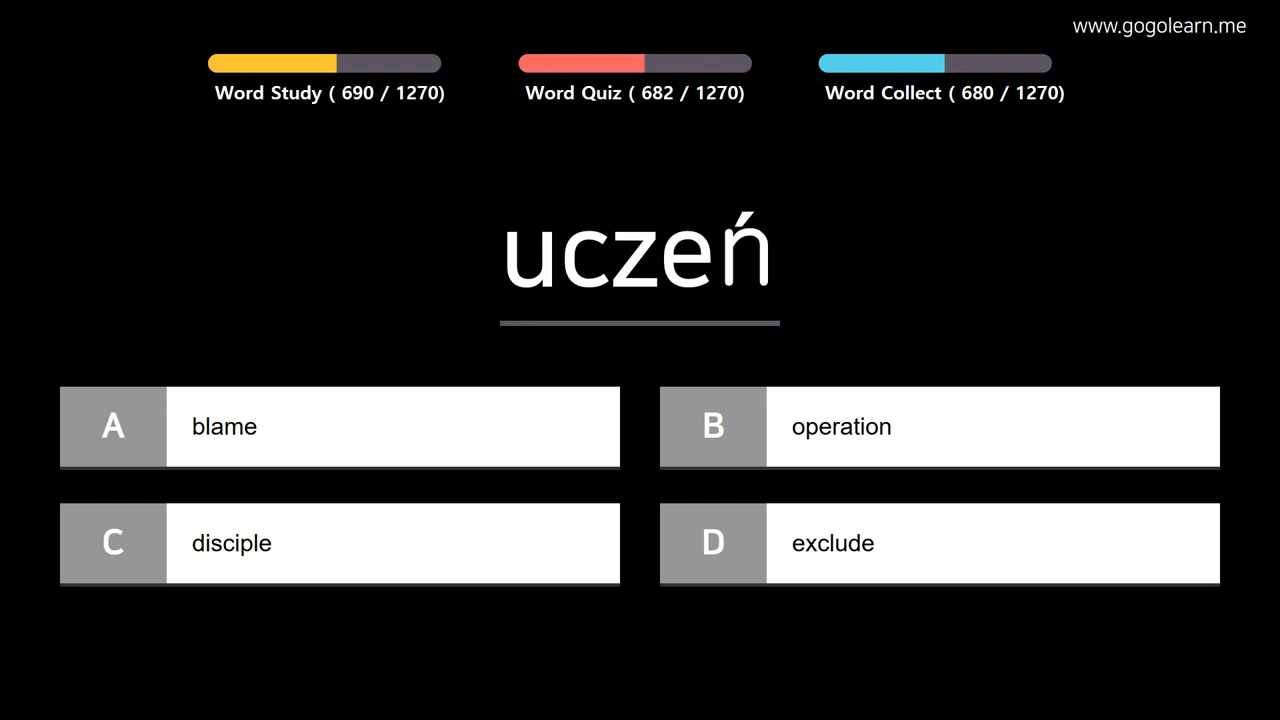 www.gogolearn.me
Word Study ( 690 / 1270)
Word Quiz ( 682 / 1270)
Word Collect ( 680 / 1270)
uczeń
A blame
B operation
C disciple
D exclude